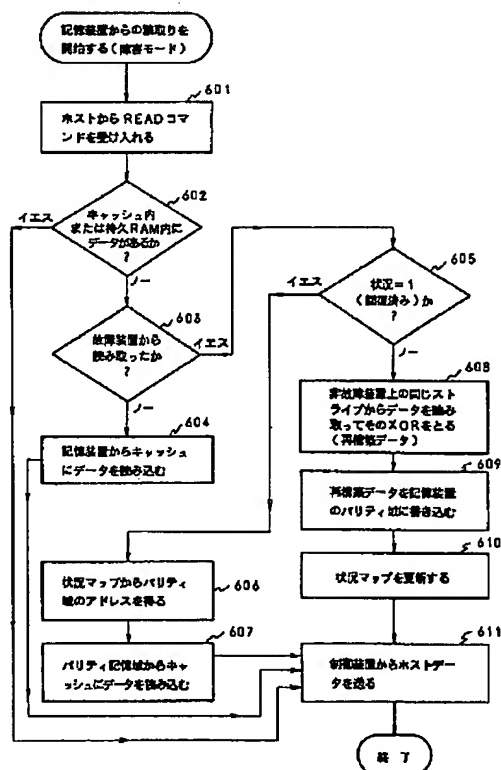 記憶装置からの読取りを
開始する(障害モード)
601
ホストからREADコマ
ンドを受け入れる
602
キャッシュ内
または持久RAM内に
データがあるか
?
イエス
ノー
603
故障装置から
読み取ったか
?
イエス
ノー
604
記憶装置からキャッシュ
にデータを読み込む
605
状況=1
(回復済み)か
?
イエス
ノー
606
状況マップからパリティ
域のアドレスを得る
607
パリティ記憶域からキャ
ッシュにデータを読み込む
608
非故障装置上の同じスト
ライプからデータを読み
取ってそのXORをとる
(再構築データ)
609
再構築データを記憶装置
のパリティ域に書き込む
610
状況マップを更新する
611
制御装置からホストデー
タを送る
終了